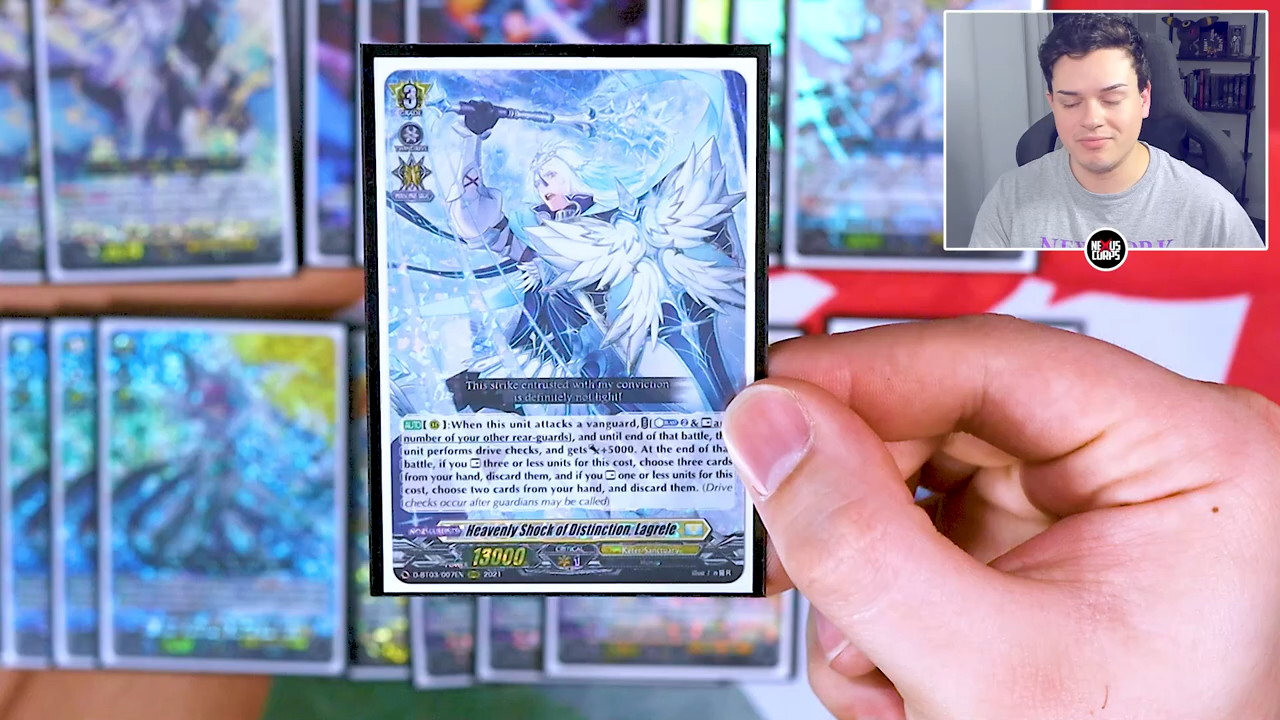 3
This strike entrusted with my conviction
is definitely not light!
AUTO :When this unit attacks a vanguard,
number of your other rear-guards), and until end of that battle,
unit performs drive checks, and gets +5000. At the end of
battle, if you three or less units for this cost, choose three cards
from your hand, discard them, and if you one or less units for this
cost, choose two cards from your hand, and discard them. (Drive
checks occur after guardians may be called)
Heavenly Shock of Distinction, Lagrele
13000
CRITICAL
1
Keter Sanctuary
D-BT03/007EN 2021
NEXUS
CORPS